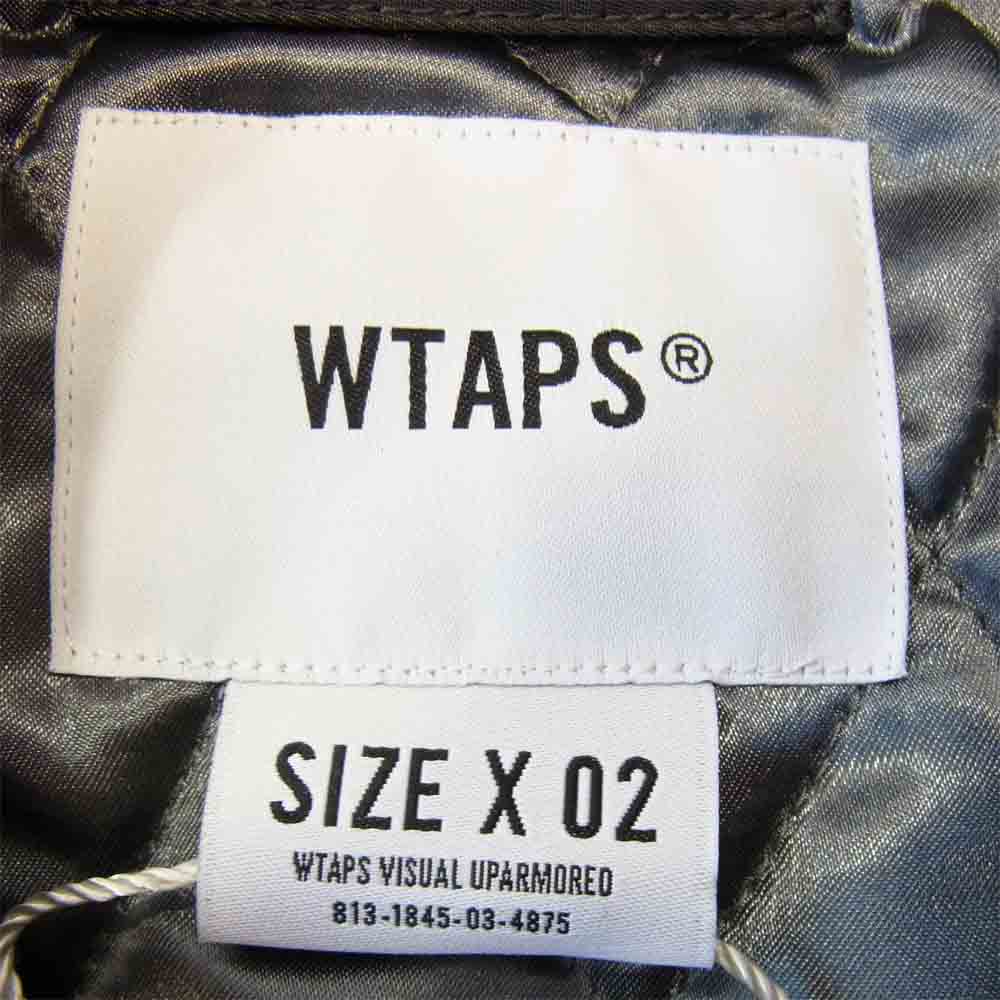 WTAPS®
SIZE X 02
WTAPS VISUAL UPARMORED
813-1845-03-4875